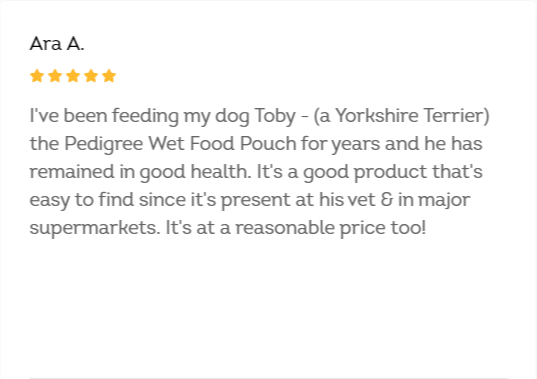 Ara A.
I've been feeding my dog Toby - (a Yorkshire Terrier)
the Pedigree Wet Food Pouch for years and he has
remained in good health. It's a good product that's
easy to find since it's present at his vet & in major
supermarkets. It's at a reasonable price too!